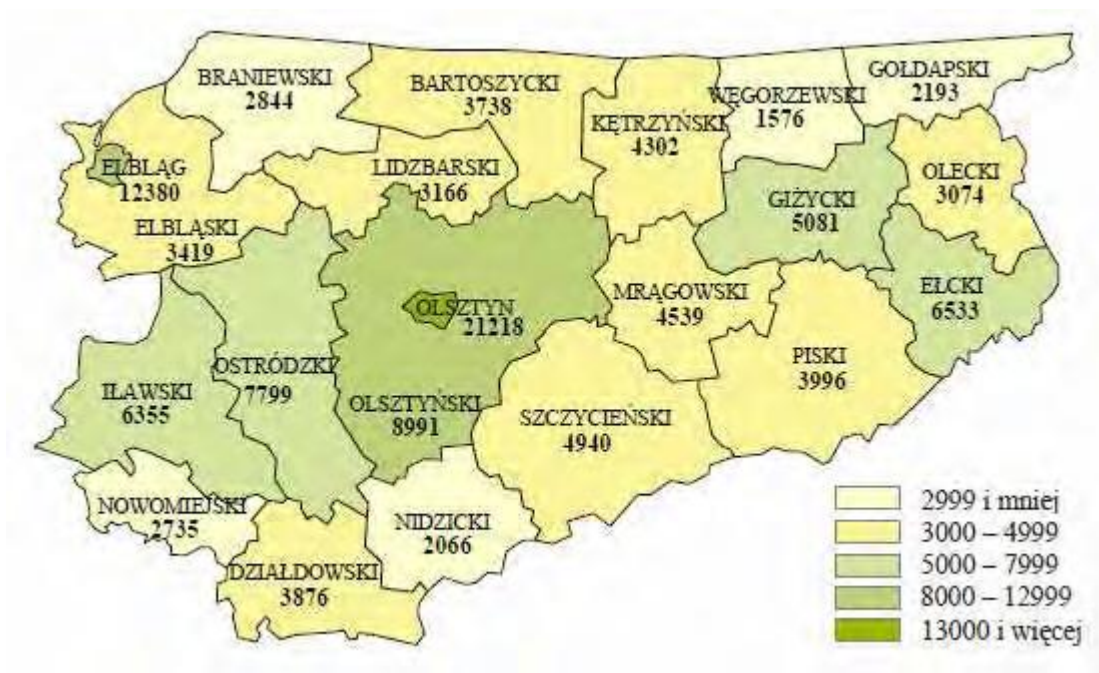 BRANIEWSKI
2844
BARTOSZYCKI
3738
KĘTRZYŃSKI
4302
WĘGORZEWSKI
1576
GOŁDAPSKI
2193
ELBLĄG
12380
LIDZBARSKI
3166
GIŻYCKI
5081
OLECKI
3074
ELBLĄSKI
3419
OLSZTYN
21218
MRĄGOWSKI
4539
EŁCKI
6533
IŁAWSKI
6355
OSTRÓDZKI
7799
OLSZTYŃSKI
8991
SZCZYCIEŃSKI
4940
PISKI
3996
NOWOMIEJSKI
2735
NIDZICKI
2066
DZIAŁDOWSKI
3876
2999 i mniej
3000 – 4999
5000 – 7999
8000 – 12999
13000 i więcej